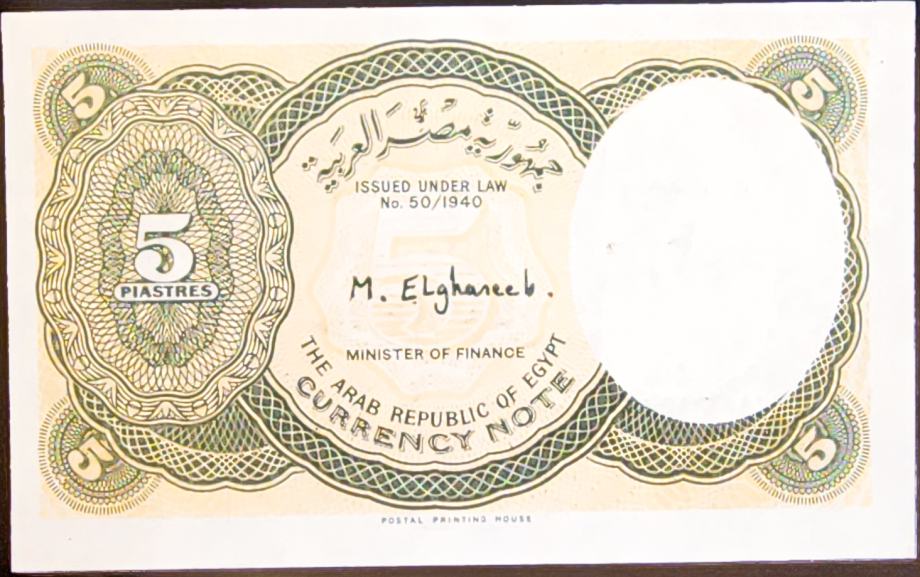 5
5
جمهورية مصر العربية
ISSUED UNDER LAW
No. 50/1940
5
PIASTRES
M. ELghareeb.
MINISTER OF FINANCE
THE ARAB REPUBLIC OF EGYPT
CURRENCY NOTE
5
5
POSTAL PRINTING HOUSE